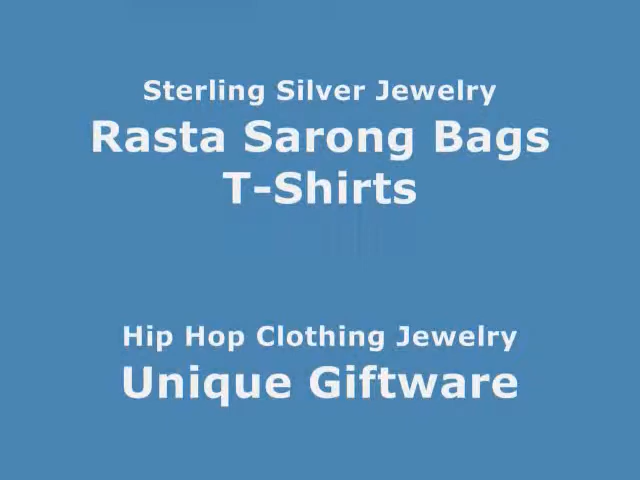 Sterling Silver Jewelry
Rasta Sarong Bags
T-Shirts
Hip Hop Clothing Jewelry
Unique Giftware